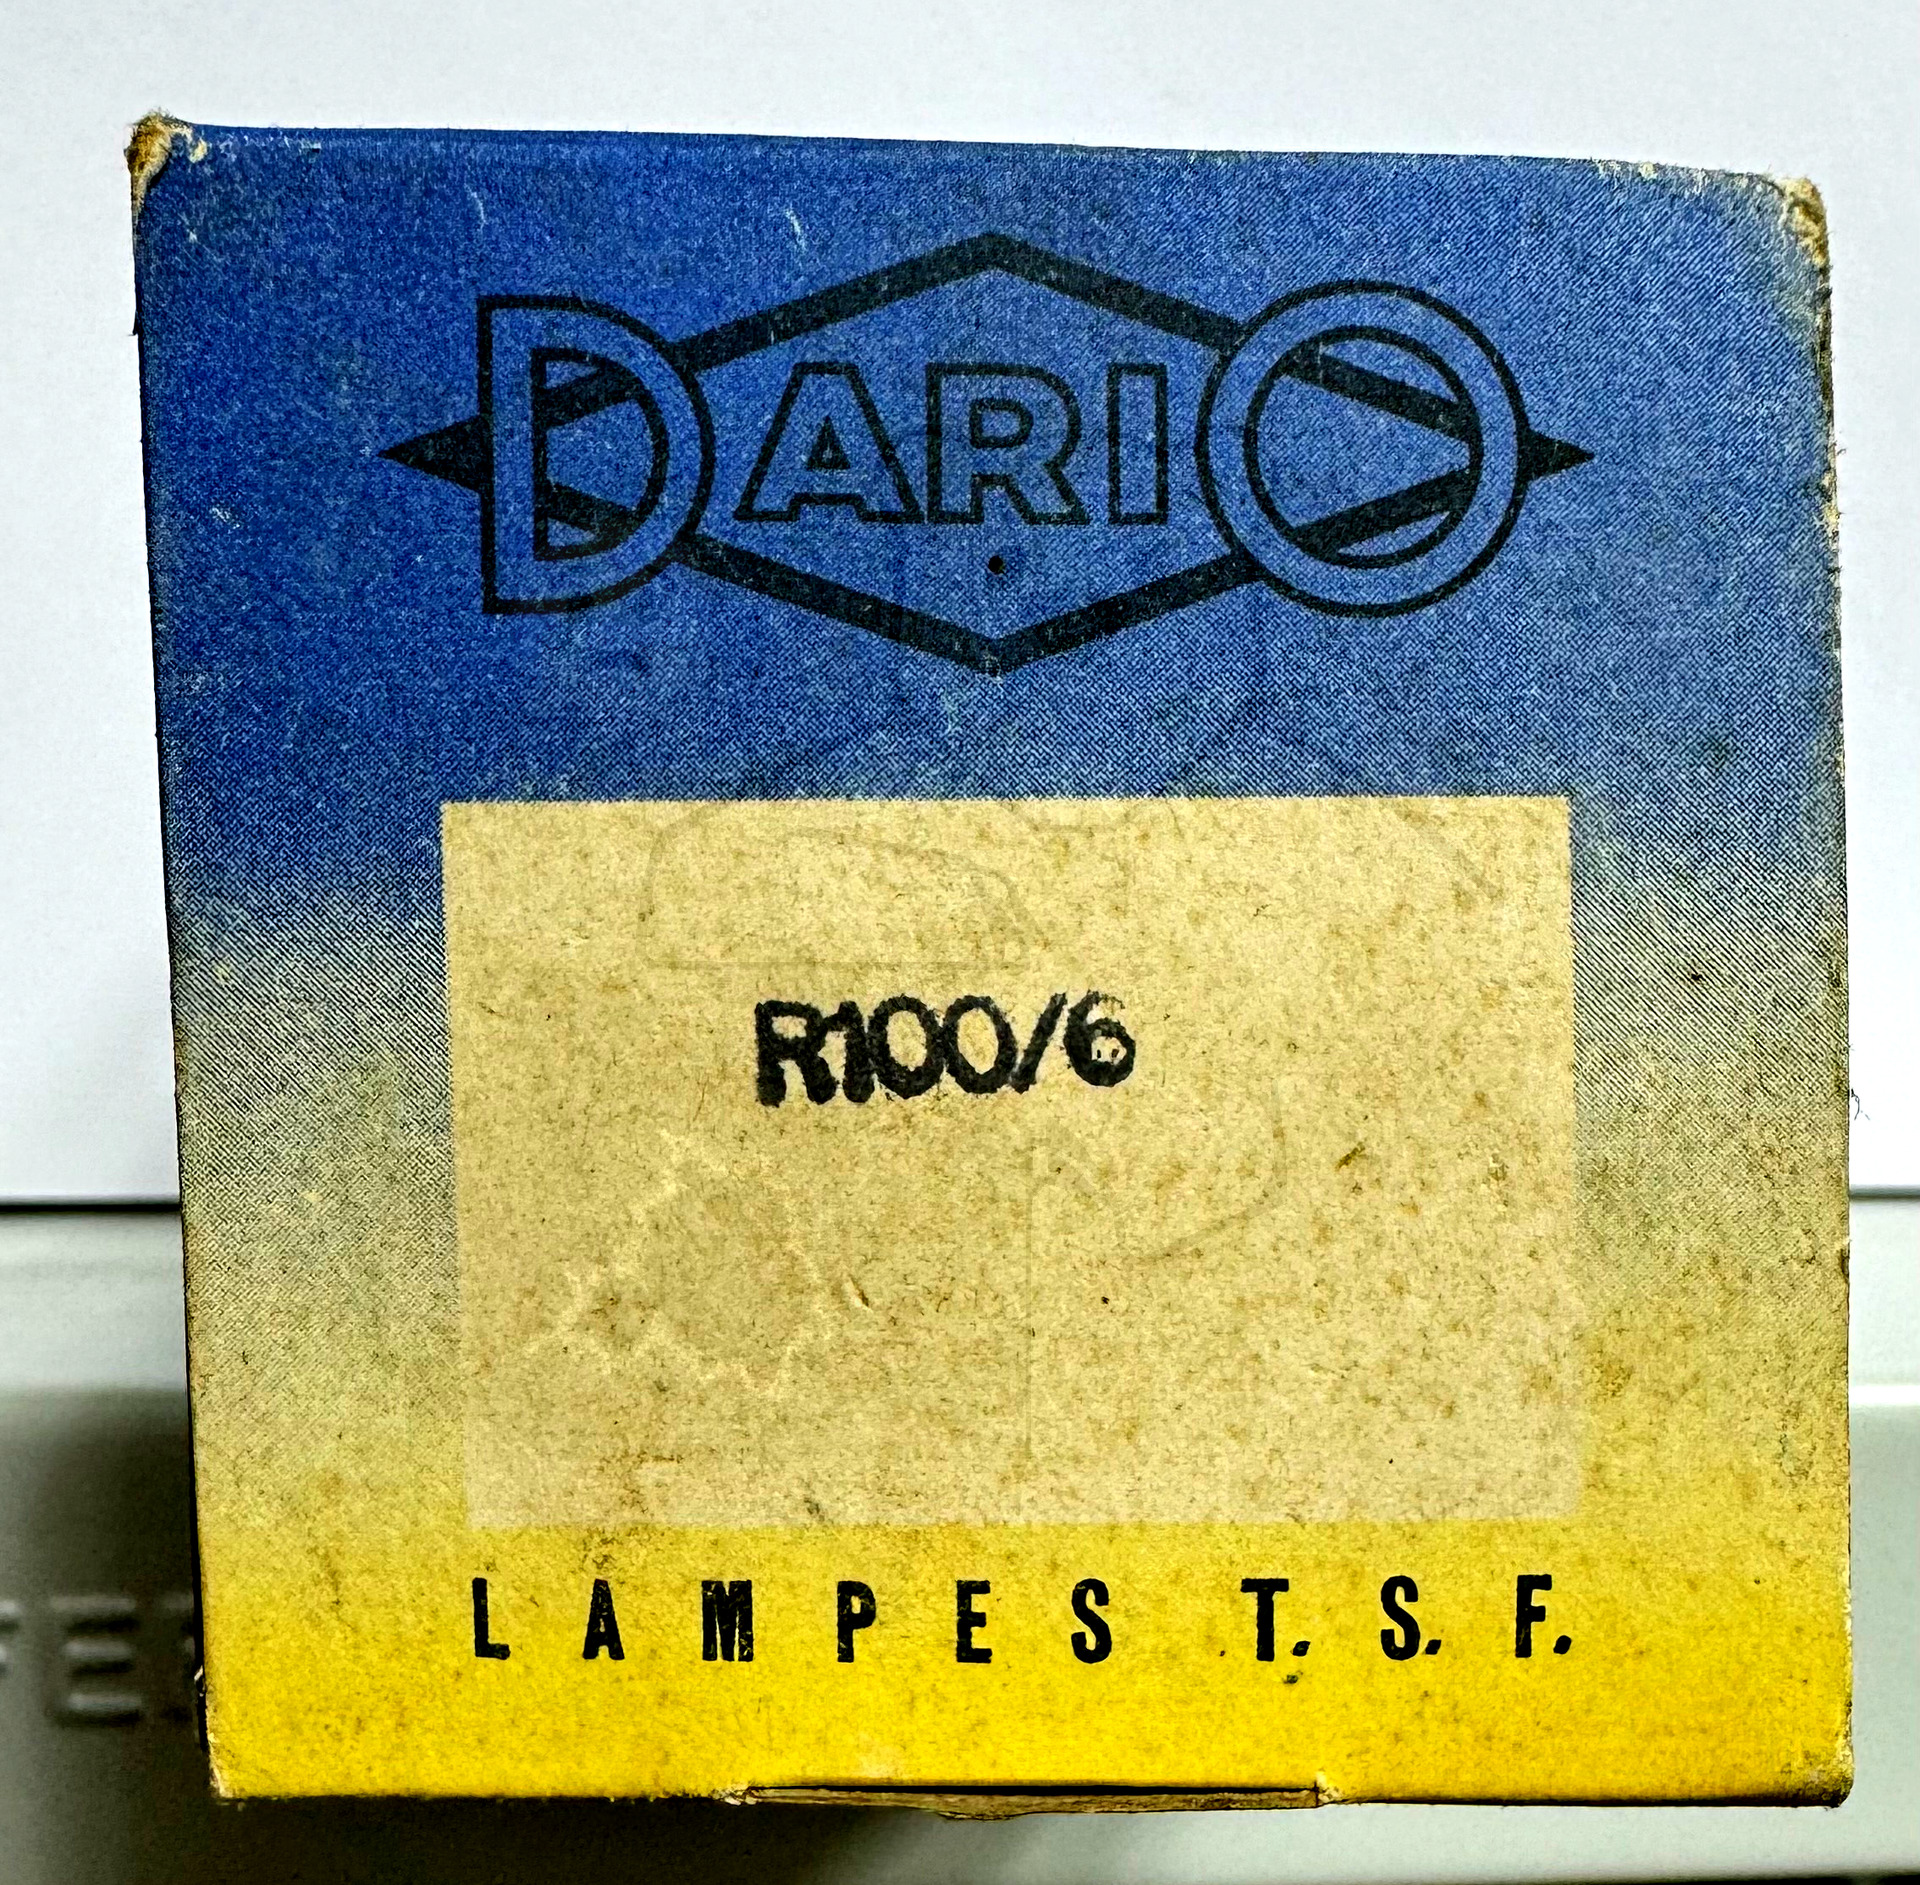 DARIO
R100/6
LAMPES T.S.F.